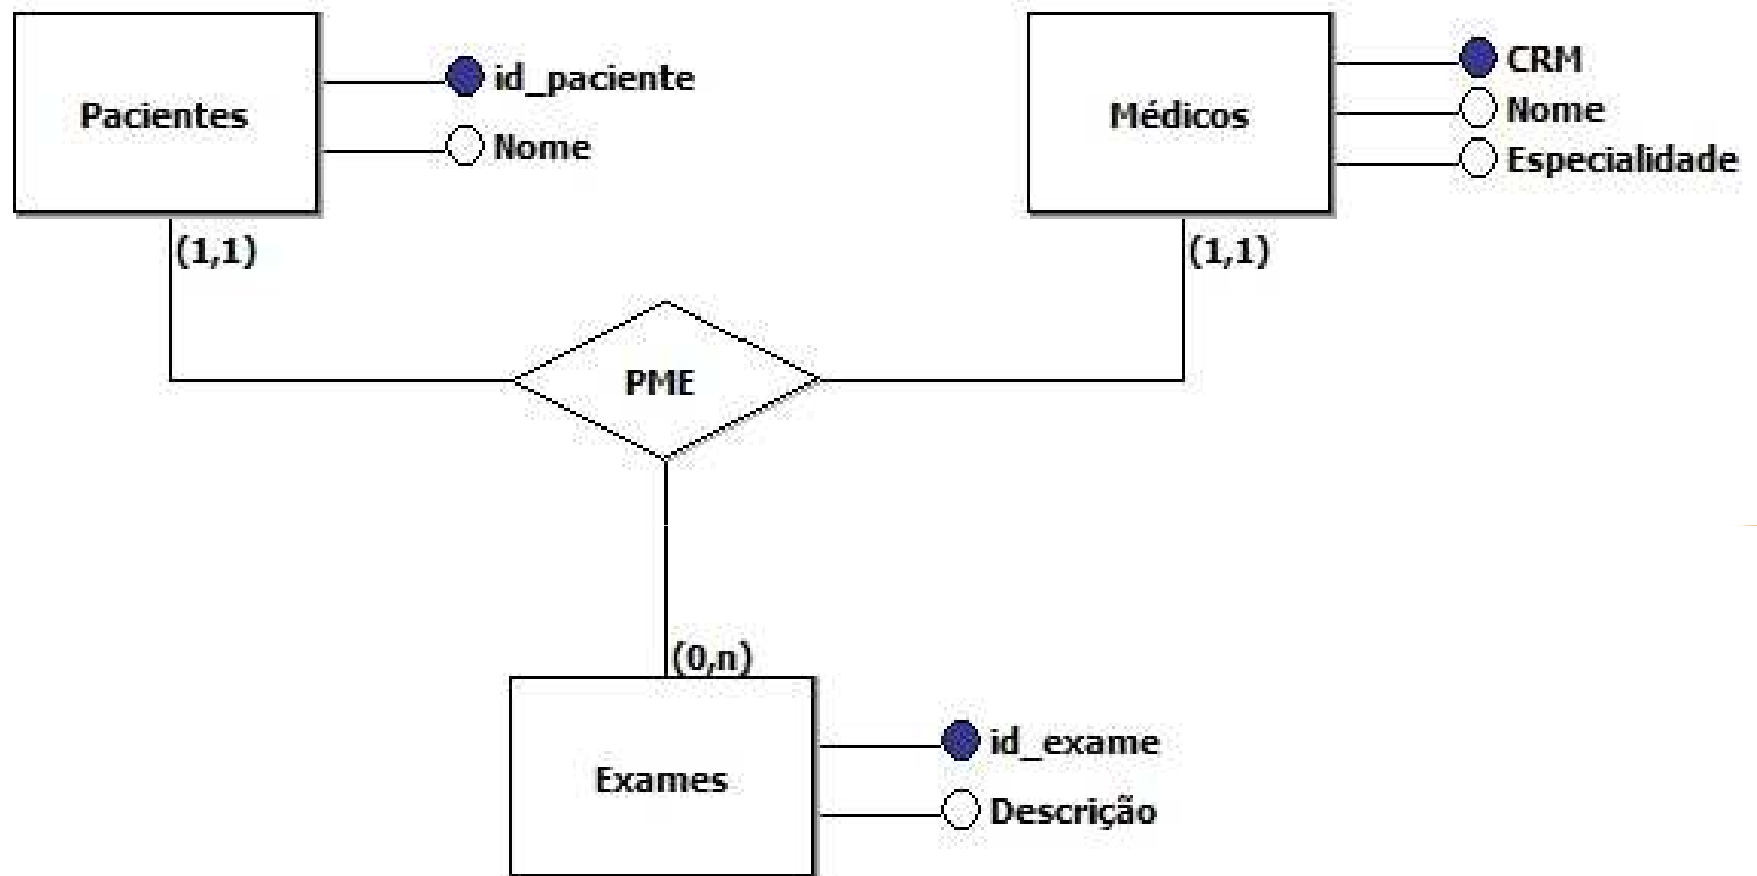 Pacientes
id_paciente
Nome
Médicos
CRM
Nome
Especialidade
(1,1)
(1,1)
PME
(0,n)
Exames
id_exame
Descrição